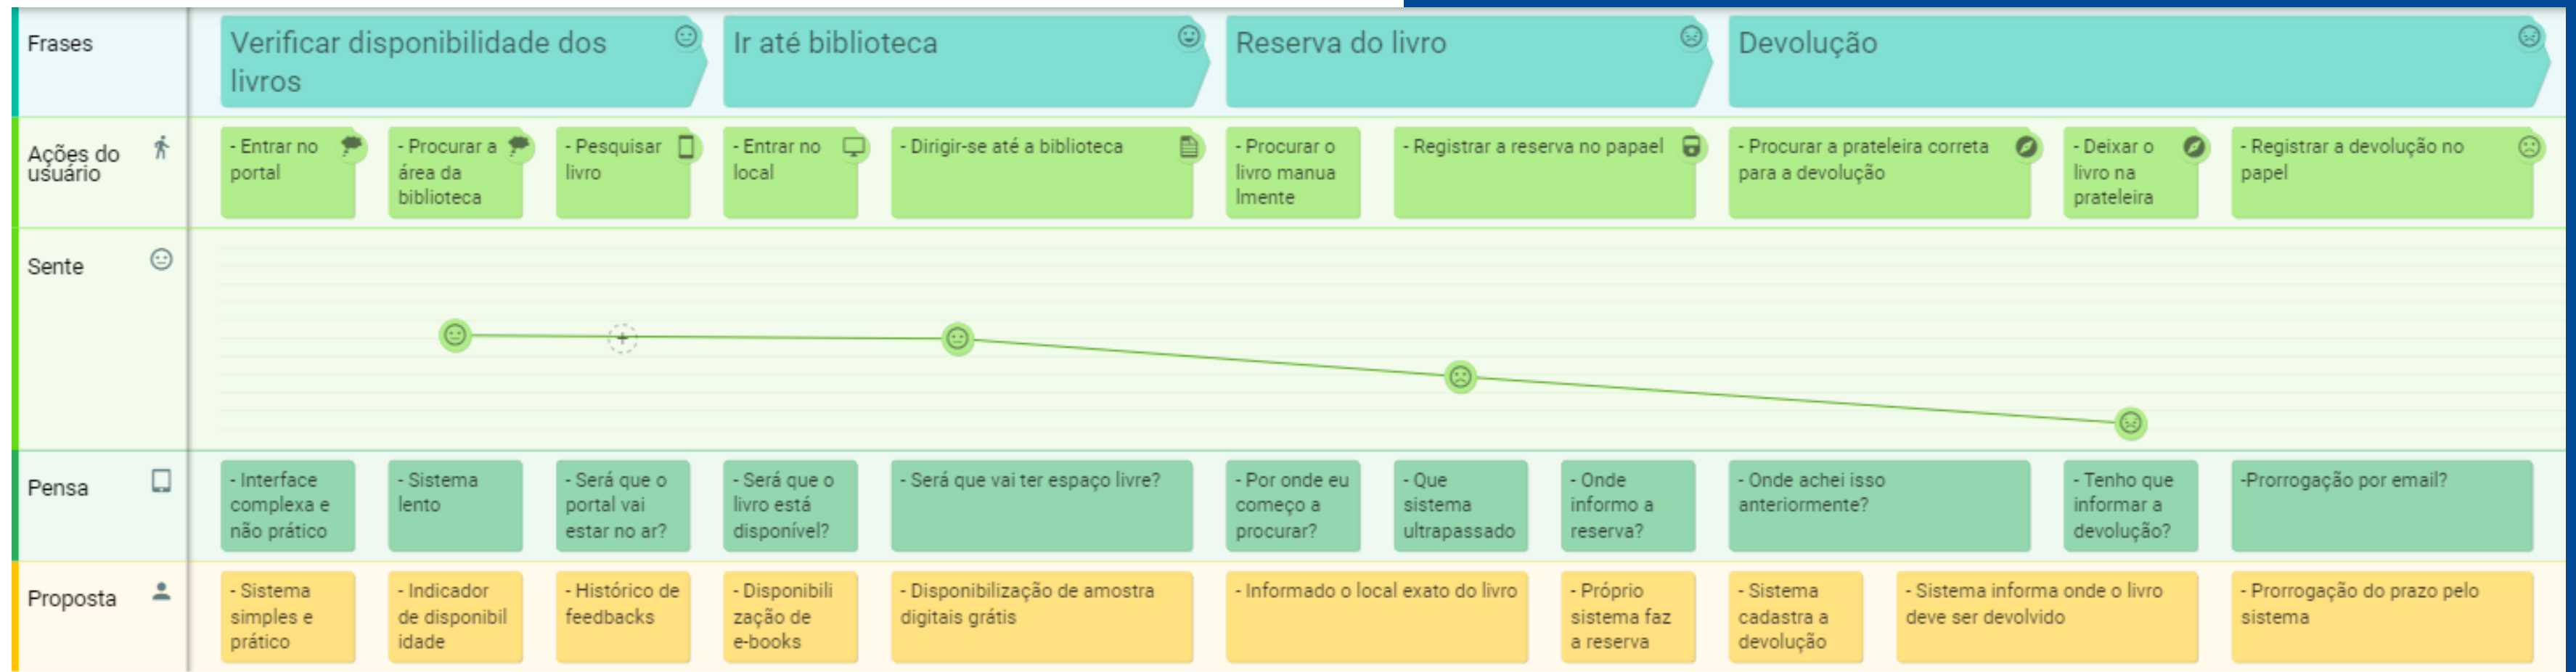 Frases
Verificar disponibilidade dos
livros
Ir até biblioteca
Reserva do livro
Devolução
Ações do
usuário
- Entrar no
portal
- Procurar a
área da
biblioteca
- Pesquisar
livro
- Entrar no
local
- Dirigir-se até a biblioteca
- Procurar o
livro manua
lmente
- Registrar a reserva no papael
- Procurar a prateleira correta
para a devolução
- Deixar o
livro na
prateleira
- Registrar a devolução no
papel
Sente
Pensa
- Interface
complexa e
não prático
- Sistema
lento
- Será que o
portal vai
estar no ar?
- Será que o
livro está
disponível?
- Será que vai ter espaço livre?
- Por onde eu
começo a
procurar?
- Que
sistema
ultrapassado
- Onde
informo a
reserva?
- Onde achei isso
anteriormente?
- Tenho que
informar a
devolução?
-Prorrogação por email?
Proposta
- Sistema
simples e
prático
- Indicador
de disponibil
idade
- Histórico de
feedbacks
- Disponibili
zação de
e-books
- Disponibilização de amostra
digitais grátis
- Informado o local exato do livro
- Próprio
sistema faz
a reserva
- Sistema
cadastra a
devolução
- Sistema informa onde o livro
deve ser devolvido
- Prorrogação do prazo pelo
sistema